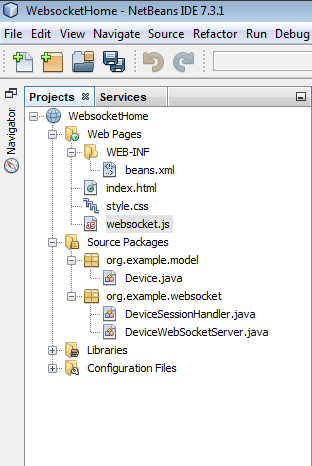 WebsocketHome - NetBeans IDE 7.3.1
File Edit View Navigate Source Refactor Run Debug
Projects Services
Navigator
WebsocketHome
Web Pages
WEB-INF
beans.xml
index.html
style.css
websocket.js
Source Packages
org.example.model
Device.java
org.example.websocket
DeviceSessionHandler.java
DeviceWebSocketServer.java
Libraries
Configuration Files